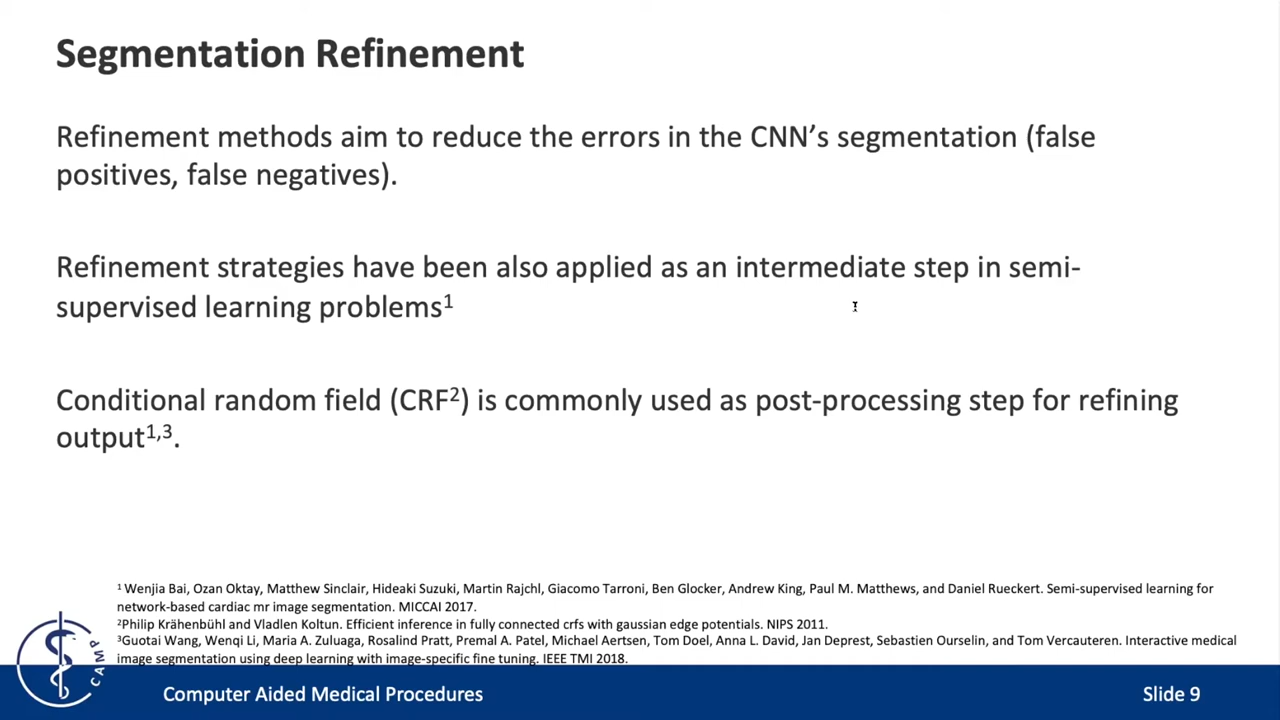 Segmentation Refinement
Refinement methods aim to reduce the errors in the CNN’s segmentation (false
positives, false negatives).
Refinement strategies have been also applied as an intermediate step in semi-
supervised learning problems¹
Conditional random field (CRF²) is commonly used as post-processing step for refining
output¹,³.
¹ Wenjia Bai, Ozan Oktay, Matthew Sinclair, Hideaki Suzuki, Martin Rajchl, Giacomo Tarroni, Ben Glocker, Andrew King, Paul M. Matthews, and Daniel Rueckert. Semi-supervised learning for
network-based cardiac mr image segmentation. MICCAI 2017.
²Philip Krähenbühl and Vladlen Koltun. Efficient inference in fully connected crfs with gaussian edge potentials. NIPS 2011.
³Guotai Wang, Wenqi Li, Maria A. Zuluaga, Rosalind Pratt, Premal A. Patel, Michael Aertsen, Tom Doel, Anna L. David, Jan Deprest, Sebastien Ourselin, and Tom Vercauteren. Interactive medical
image segmentation using deep learning with image-specific fine tuning. IEEE TMI 2018.
CAMP
Computer Aided Medical Procedures
Slide 9